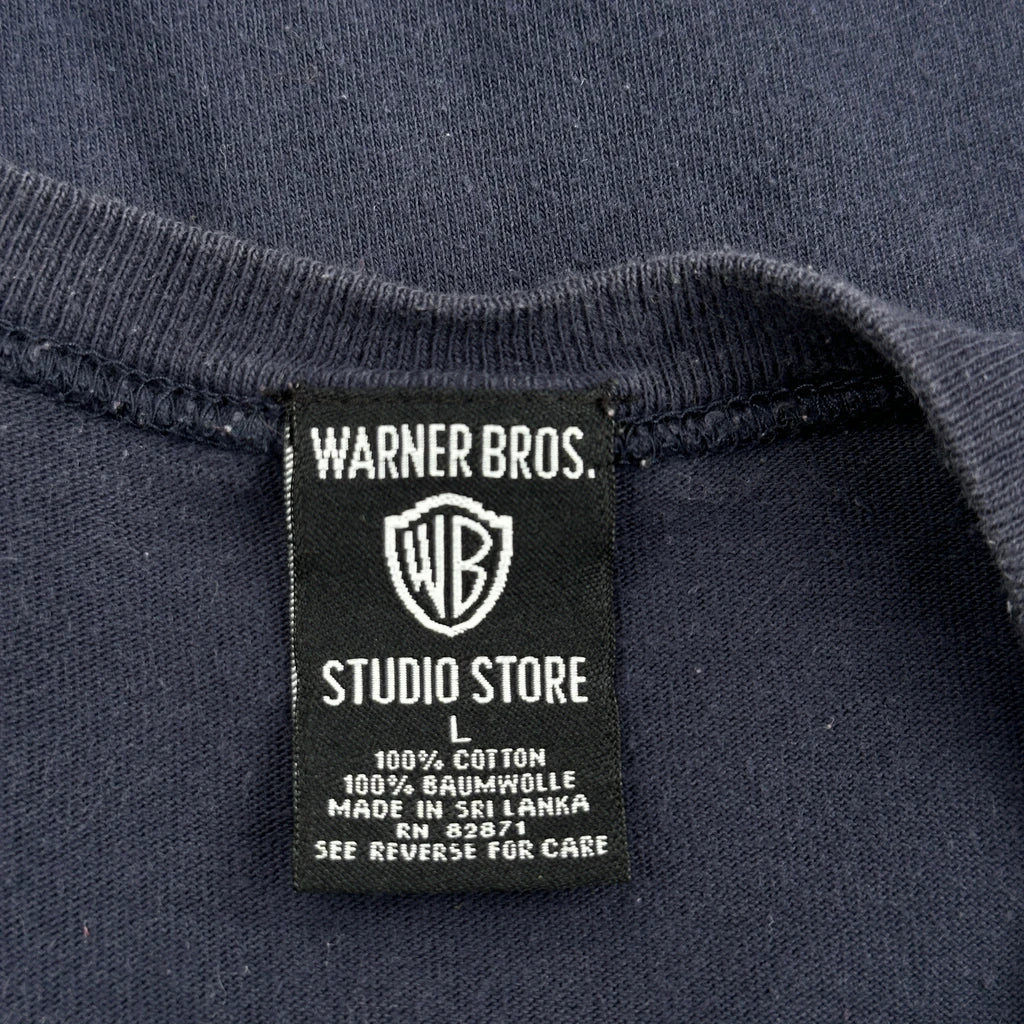 WARNER BROS.
WB
STUDIO STORE
L
100% COTTON
100% BAUMWOLLE
MADE IN SRI LANKA
RN 82871
SEE REVERSE FOR CARE